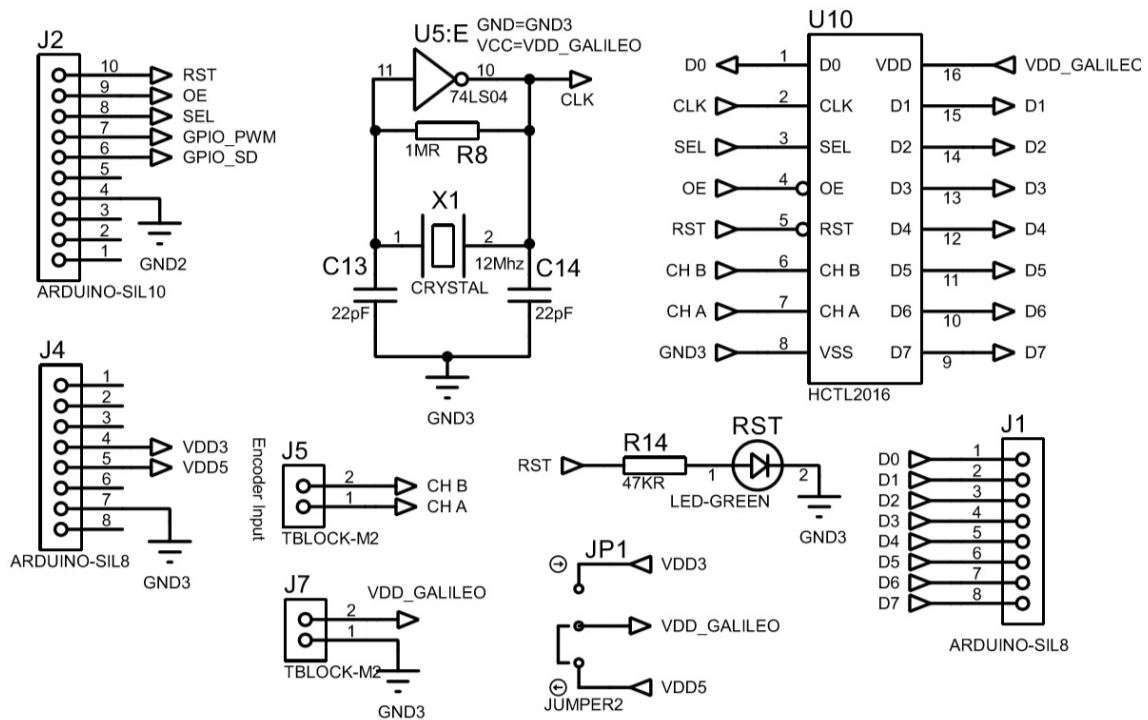 J2
10 RST
9 OE
8 SEL
7 GPIO_PWM
6 GPIO_SD
5
4
3
2
1
GND2
ARDUINO-SIL10
U5:E
GND=GND3
VCC=VDD_GALILEO
11
10
74LS04
CLK
1MR
R8
X1
1
2
12Mhz
CRYSTAL
C13
22pF
C14
22pF
GND3
U10
D0 1 D0
CLK 2 CLK
SEL 3 SEL
OE 4 OE
RST 5 RST
CH B 6 CH B
CH A 7 CH A
GND3 8 VSS
VDD 16 VDD_GALILEO
D1 15 D1
D2 14 D2
D3 13 D3
D4 12 D4
D5 11 D5
D6 10 D6
D7 9 D7
HCTL2016
J4
1
2
3
4 VDD3
5 VDD5
6
7
8
ARDUINO-SIL8
GND3
Encoder Input
J5
2 CH B
1 CH A
TBLOCK-M2
J7
VDD_GALILEO
2
1
TBLOCK-M2
GND3
RST
R14
47KR
RST
1
2
LED-GREEN
GND3
JP1
VDD3
VDD_GALILEO
VDD5
JUMPER2
J1
D0 1
D1 2
D2 3
D3 4
D4 5
D5 6
D6 7
D7 8
ARDUINO-SIL8